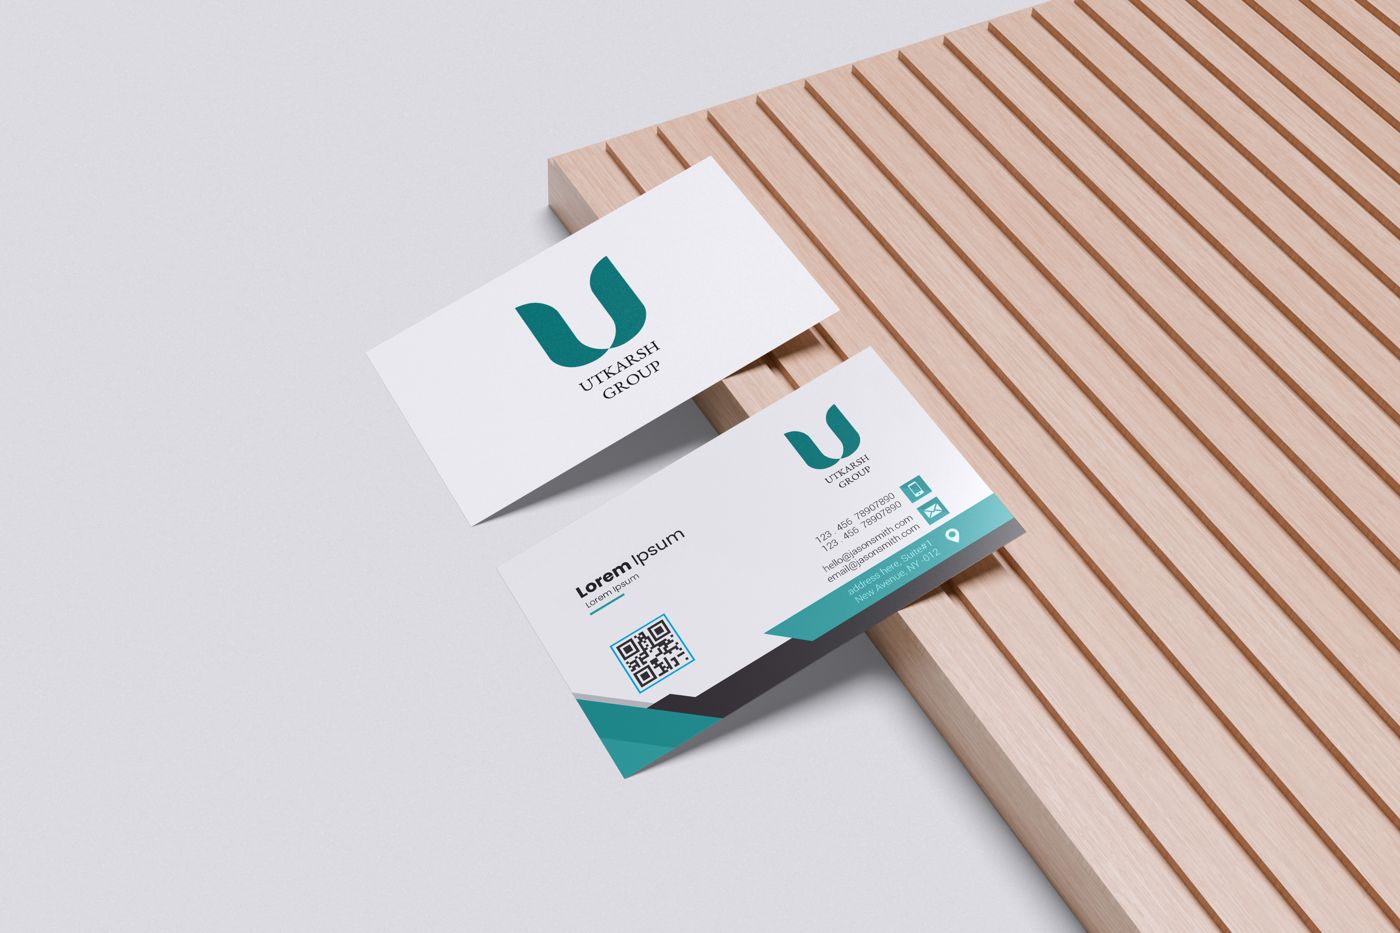 UTKARSH
GROUP
UTKARSH
GROUP
Lorem Ipsum
Lorem Ipsum
123 . 456 78907890
123 . 456 78907890
hello@jasonsmith.com
email@jasonsmith.com
address here, Suite#1
New Avenue, NY -012